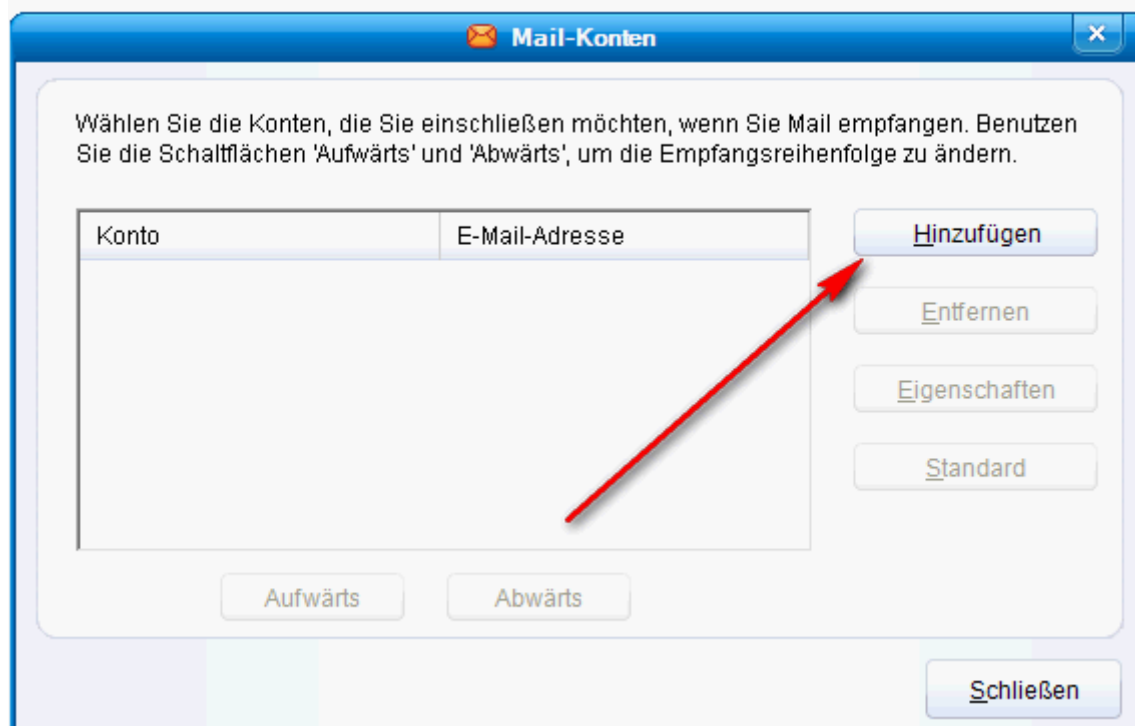 Mail-Konten
Wählen Sie die Konten, die Sie einschließen möchten, wenn Sie Mail empfangen. Benutzen
Sie die Schaltflächen 'Aufwärts' und 'Abwärts', um die Empfangsreihenfolge zu ändern.
Konto E-Mail-Adresse
Hinzufügen
Entfernen
Eigenschaften
Standard
Aufwärts Abwärts
Schließen